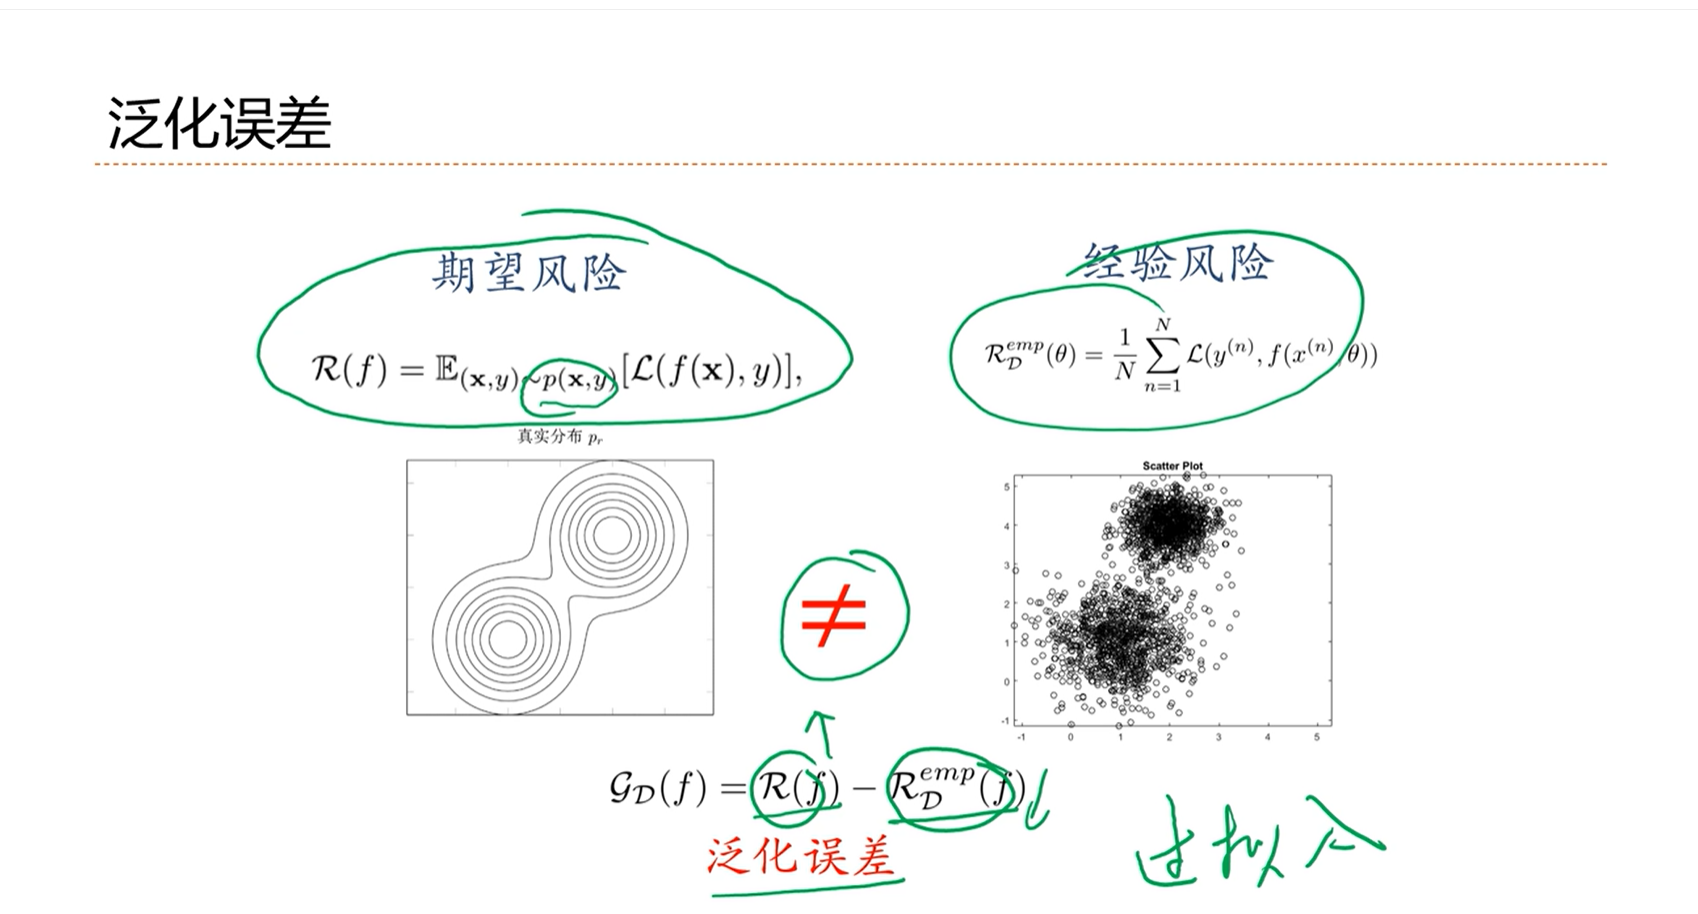 泛化误差
期望风险
经验风险
$\mathcal{R}(f) = \mathbb{E}_{(\mathbf{x},y)\sim p(\mathbf{x},y)}[\mathcal{L}(f(\mathbf{x}), y)],$
$\mathcal{R}_{\mathcal{D}}^{emp}(\theta) = \frac{1}{N}\sum_{n=1}^{N}\mathcal{L}(y^{(n)}, f(x^{(n)}, \theta))$
真实分布 $p_r$
Scatter Plot
5
4
3
2
1
0
-1
-1 0 1 2 3 4 5
≠
$\mathcal{G}_{\mathcal{D}}(f) = \mathcal{R}(f) - \mathcal{R}_{\mathcal{D}}^{emp}(f)$
泛化误差
过拟合